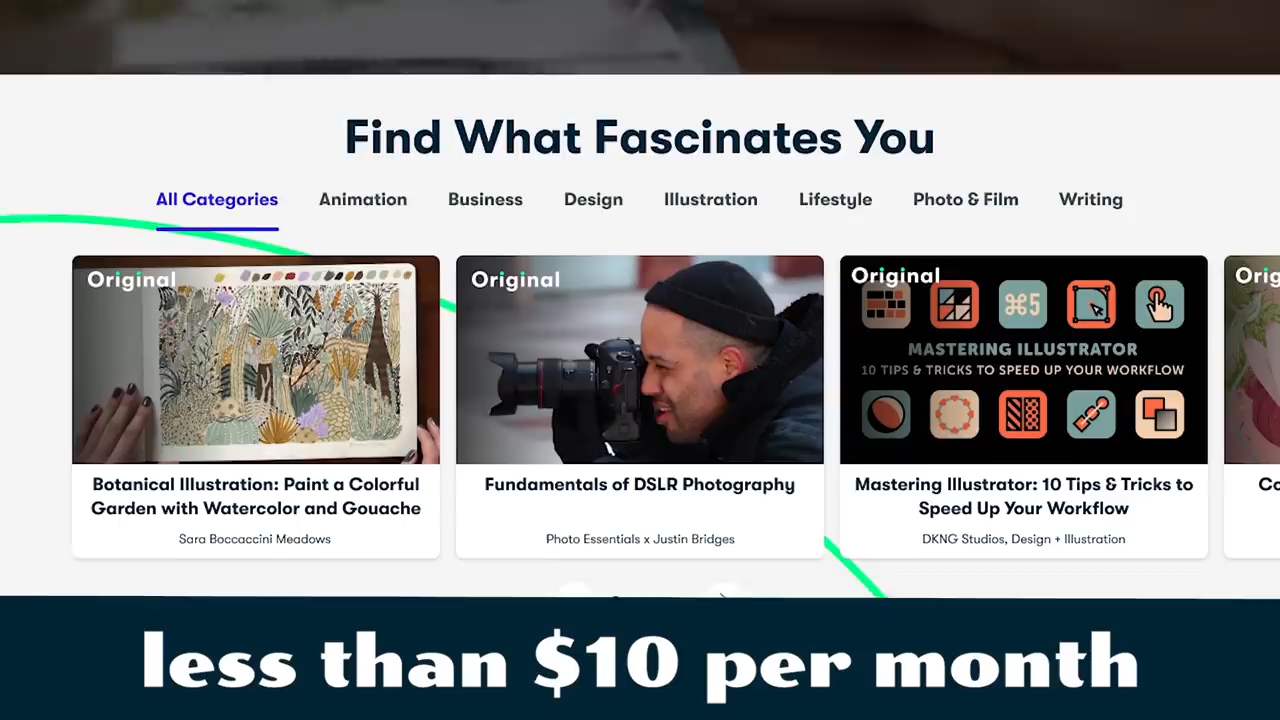 Find What Fascinates You
All Categories Animation Business Design Illustration Lifestyle Photo & Film Writing
Original
Original
Original
⌘5
MASTERING ILLUSTRATOR
10 TIPS & TRICKS TO SPEED UP YOUR WORKFLOW
Botanical Illustration: Paint a Colorful
Garden with Watercolor and Gouache
Sara Boccaccini Meadows
Fundamentals of DSLR Photography
Photo Essentials x Justin Bridges
Mastering Illustrator: 10 Tips & Tricks to
Speed Up Your Workflow
DKNG Studios, Design + Illustration
less than $10 per month